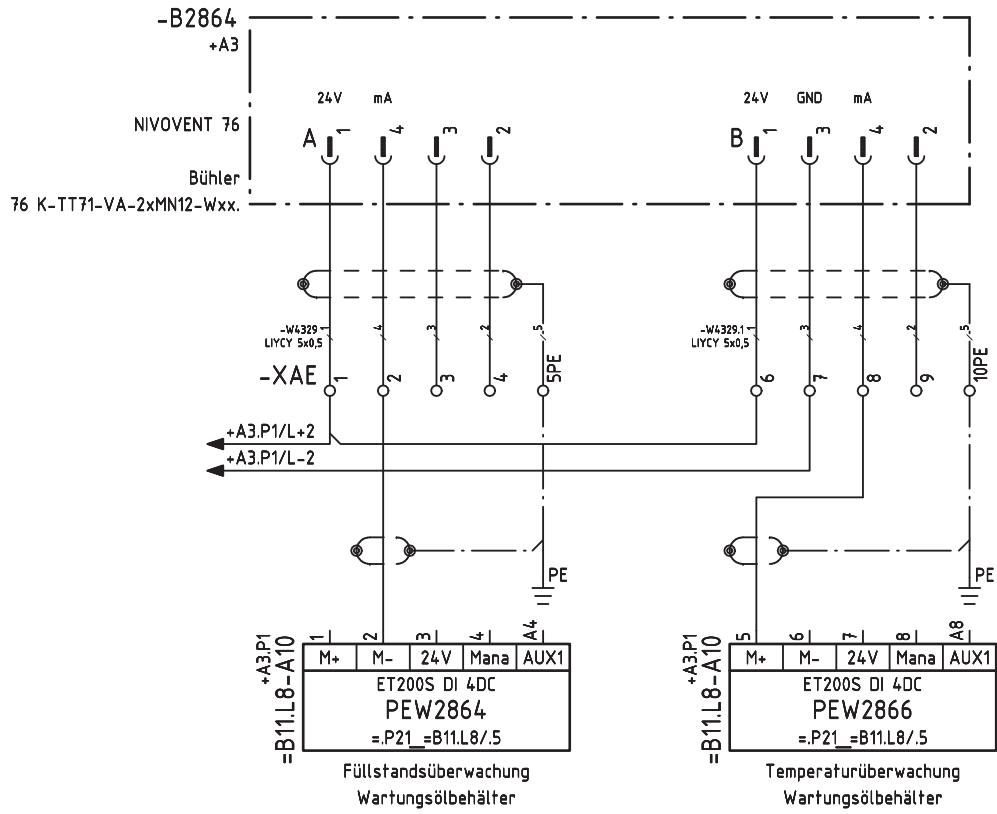 -B2864
+A3
24V mA 24V GND mA
NIVOVENT 76
A 1 4 3 2 B 1 3 4 2
Bühler
76 K-TT71-VA-2xMN12-Wxx.
-W4329 1 4 3 2 .5 -W4329.1 1 3 4 2 .5
LIYCY 5x0,5 LIYCY 5x0,5
-XAE 1 2 3 4 5PE 6 7 8 9 10PE
+A3.P1/L+2
+A3.P1/L-2
PE PE
+A3.P1 1 2 3 4 A4 +A3.P1 5 6 7 8 A8
=B11.L8-A10 M+ M- 24V Mana AUX1 =B11.L8-A10 M+ M- 24V Mana AUX1
ET200S DI 4DC ET200S DI 4DC
PEW2864 PEW2866
=.P21__=B11.L8/.5 =.P21__=B11.L8/.5
Füllstandsüberwachung Temperaturüberwachung
Wartungsölbehälter Wartungsölbehälter